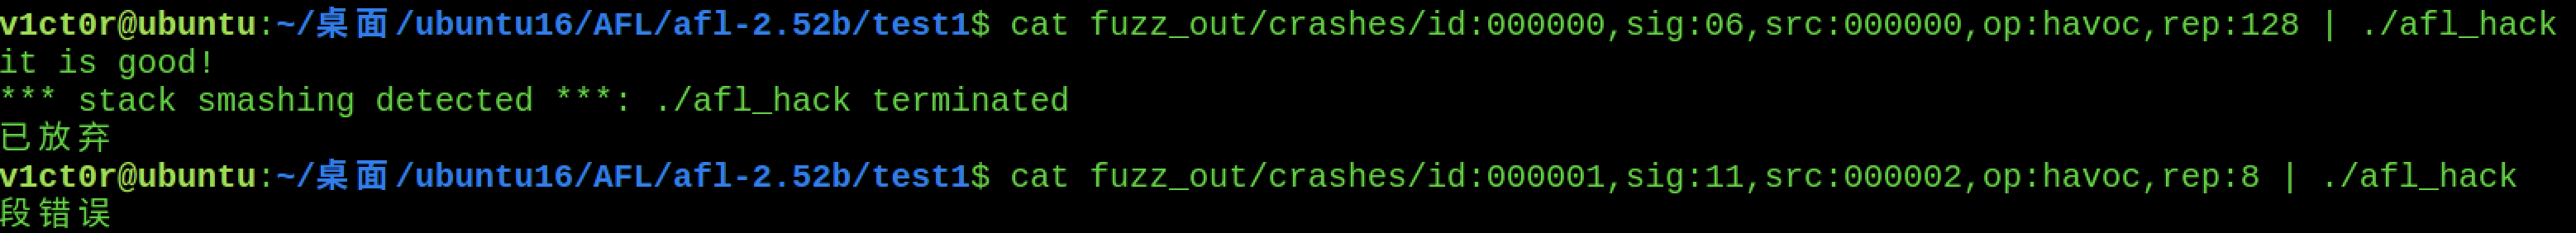 v1ct0r@ubuntu:~/桌面/ubuntu16/AFL/afl-2.52b/test1$ cat fuzz_out/crashes/id:000000,sig:06,src:000000,op:havoc,rep:128 | ./afl_hack
it is good!
*** stack smashing detected ***: ./afl_hack terminated
已放弃
v1ct0r@ubuntu:~/桌面/ubuntu16/AFL/afl-2.52b/test1$ cat fuzz_out/crashes/id:000001,sig:11,src:000002,op:havoc,rep:8 | ./afl_hack
段错误